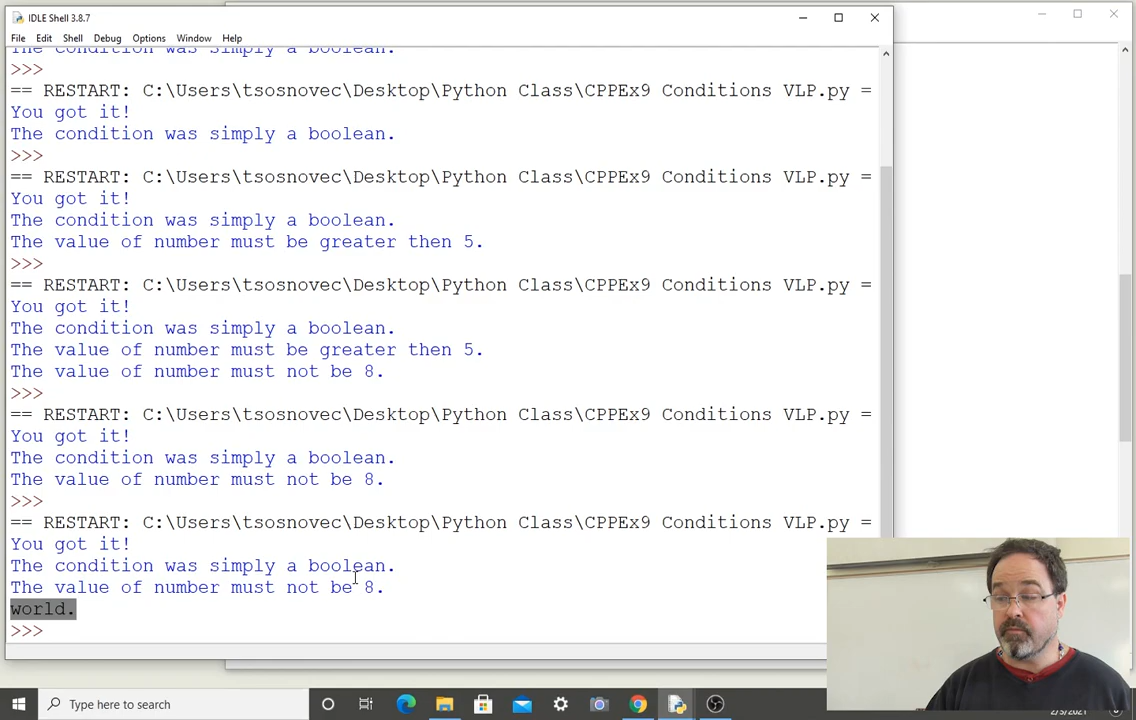 IDLE Shell 3.8.7
File Edit Shell Debug Options Window Help
The condition was simply a boolean.
>>>
== RESTART: C:\Users\tsosnovec\Desktop\Python Class\CPPEx9 Conditions VLP.py =
You got it!
The condition was simply a boolean.
>>>
== RESTART: C:\Users\tsosnovec\Desktop\Python Class\CPPEx9 Conditions VLP.py =
You got it!
The condition was simply a boolean.
The value of number must be greater then 5.
>>>
== RESTART: C:\Users\tsosnovec\Desktop\Python Class\CPPEx9 Conditions VLP.py =
You got it!
The condition was simply a boolean.
The value of number must be greater then 5.
The value of number must not be 8.
>>>
== RESTART: C:\Users\tsosnovec\Desktop\Python Class\CPPEx9 Conditions VLP.py =
You got it!
The condition was simply a boolean.
The value of number must not be 8.
>>>
== RESTART: C:\Users\tsosnovec\Desktop\Python Class\CPPEx9 Conditions VLP.py =
You got it!
The condition was simply a boolean.
The value of number must not be 8.
world.
>>>
Type here to search